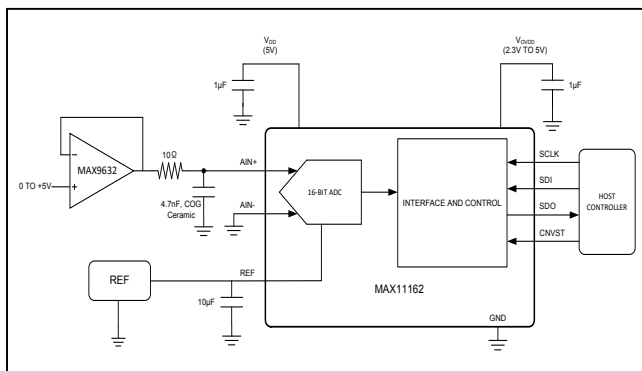 VDD
(5V)
VOVDD
(2.3V TO 5V)
1µF
1µF
MAX9632
10Ω
AIN+
0 TO +5V
4.7nF, COG
Ceramic
AIN-
16-BIT ADC
INTERFACE AND CONTROL
SCLK
SDI
SDO
CNVST
HOST
CONTROLLER
REF
REF
10µF
MAX11162
GND